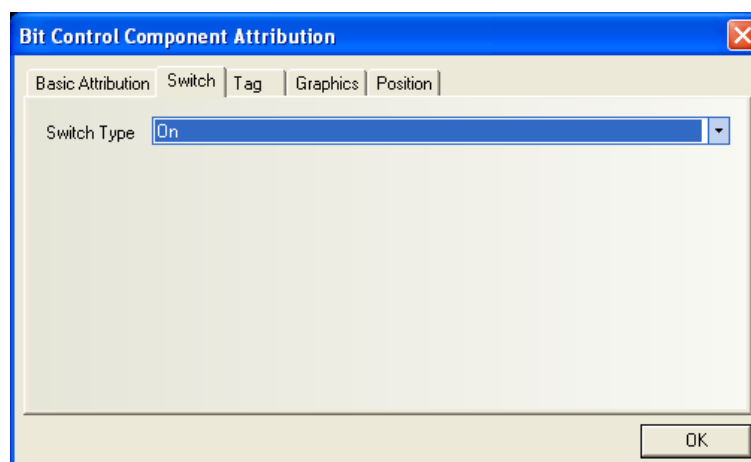 Bit Control Component Attribution
Basic Attribution Switch Tag Graphics Position
Switch Type On
OK